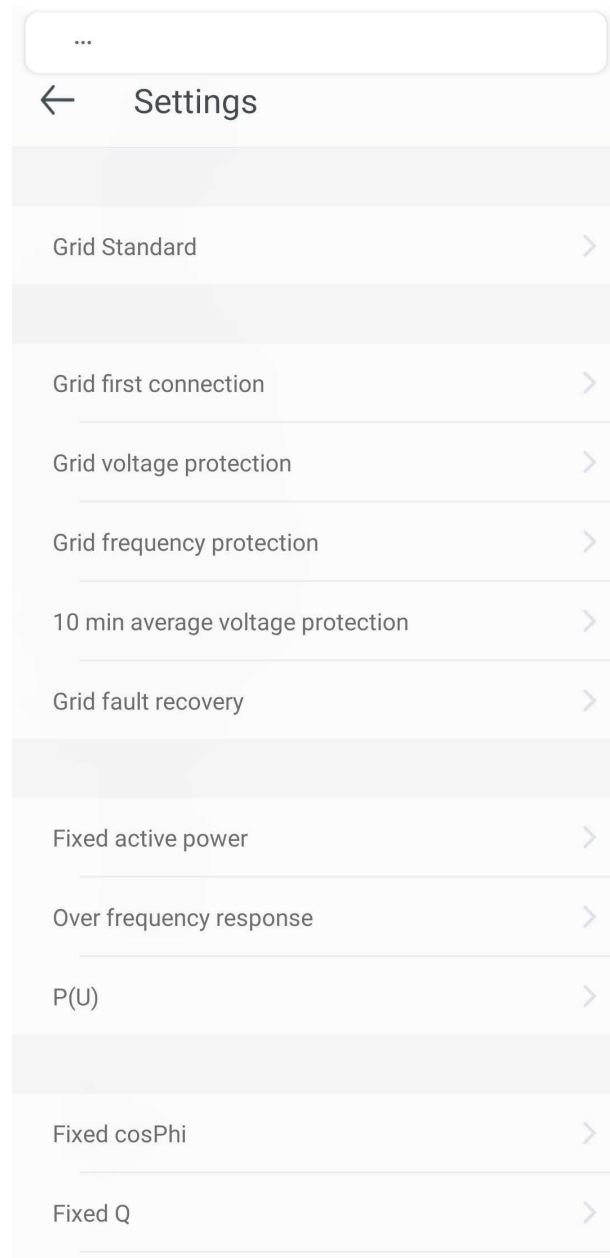 ...
Settings
Grid Standard
Grid first connection
Grid voltage protection
Grid frequency protection
10 min average voltage protection
Grid fault recovery
Fixed active power
Over frequency response
P(U)
Fixed cosPhi
Fixed Q